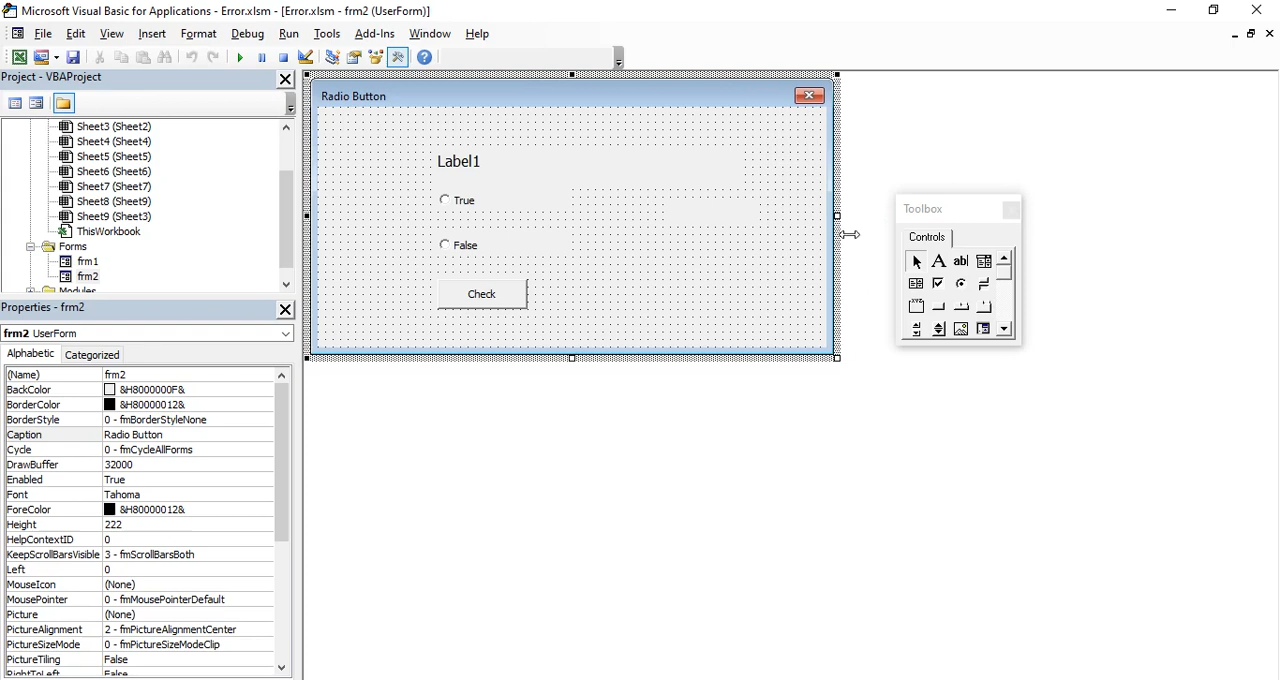 Microsoft Visual Basic for Applications - Error.xlsm - [Error.xlsm - frm2 (UserForm)]
File Edit View Insert Format Debug Run Tools Add-Ins Window Help
Project - VBAProject
Sheet3 (Sheet2)
Sheet4 (Sheet4)
Sheet5 (Sheet5)
Sheet6 (Sheet6)
Sheet7 (Sheet7)
Sheet8 (Sheet9)
Sheet9 (Sheet3)
ThisWorkbook
Forms
frm1
frm2
Modules
Properties - frm2
frm2 UserForm
Alphabetic Categorized
(Name) frm2
BackColor &H8000000F&
BorderColor &H80000012&
BorderStyle 0 - fmBorderStyleNone
Caption Radio Button
Cycle 0 - fmCycleAllForms
DrawBuffer 32000
Enabled True
Font Tahoma
ForeColor &H80000012&
Height 222
HelpContextID 0
KeepScrollBarsVisible 3 - fmScrollBarsBoth
Left 0
MouseIcon (None)
MousePointer 0 - fmMousePointerDefault
Picture (None)
PictureAlignment 2 - fmPictureAlignmentCenter
PictureSizeMode 0 - fmPictureSizeModeClip
PictureTiling False
RightToLeft False
Radio Button
Label1
True
False
Check
Toolbox
Controls
A ab|